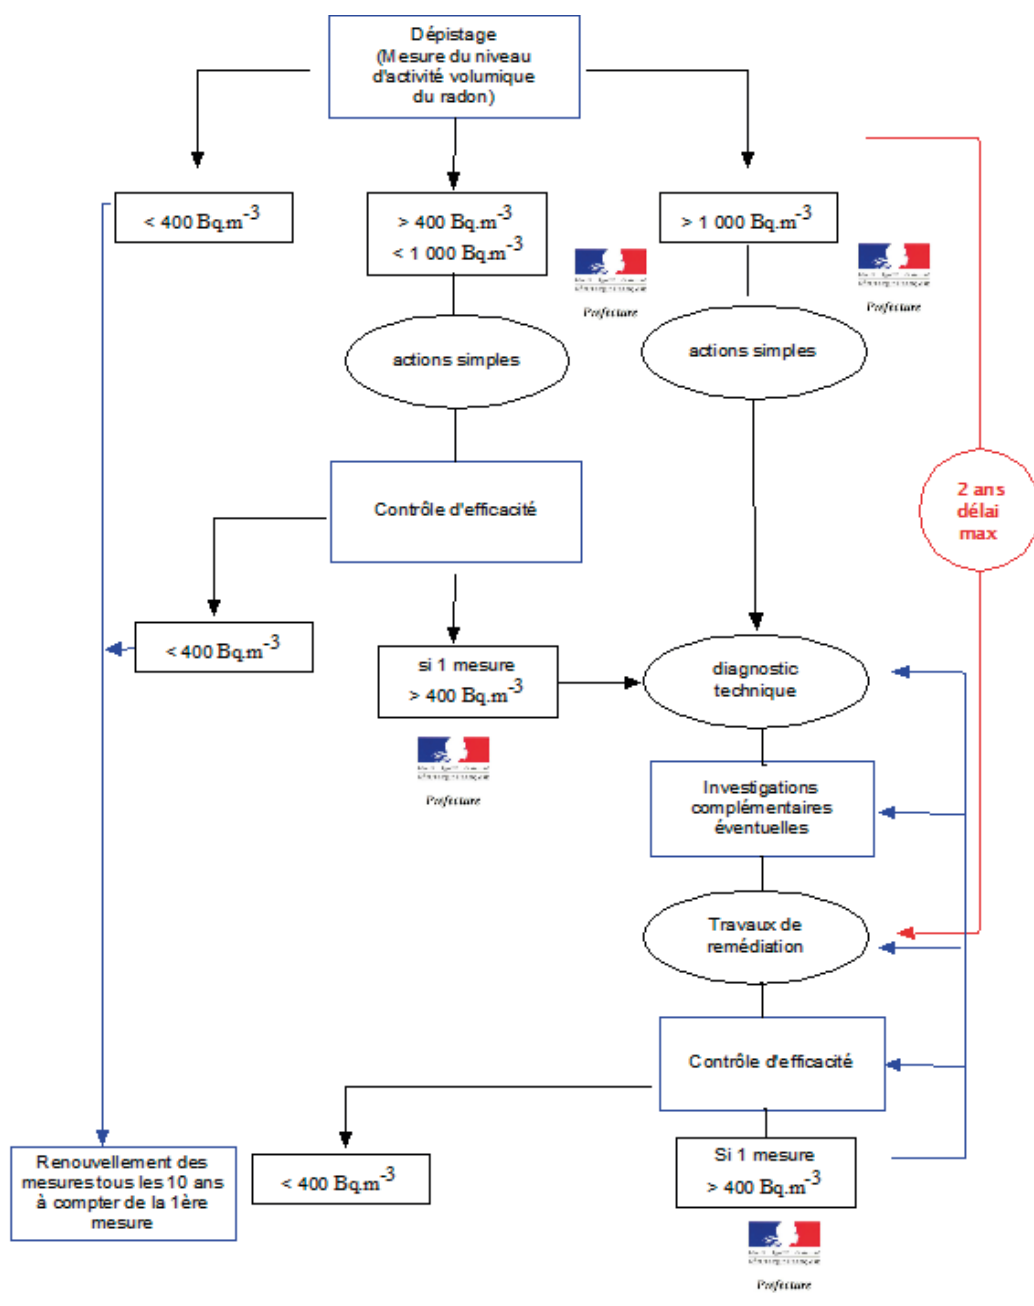 Dépistage
(Mesure du niveau
d'activité volumique
du radon)
< 400 Bq.m-3
> 400 Bq.m-3
< 1 000 Bq.m-3
> 1 000 Bq.m-3
Préfecture
Préfecture
actions simples
actions simples
Contrôle d'efficacité
2 ans
délai
max
< 400 Bq.m-3
si 1 mesure
> 400 Bq.m-3
diagnostic
technique
Préfecture
Investigations
complémentaires
éventuelles
Travaux de
remédiation
Contrôle d'efficacité
Renouvellement des
mesures tous les 10 ans
à compter de la 1ère
mesure
< 400 Bq.m-3
Si 1 mesure
> 400 Bq.m-3
Préfecture